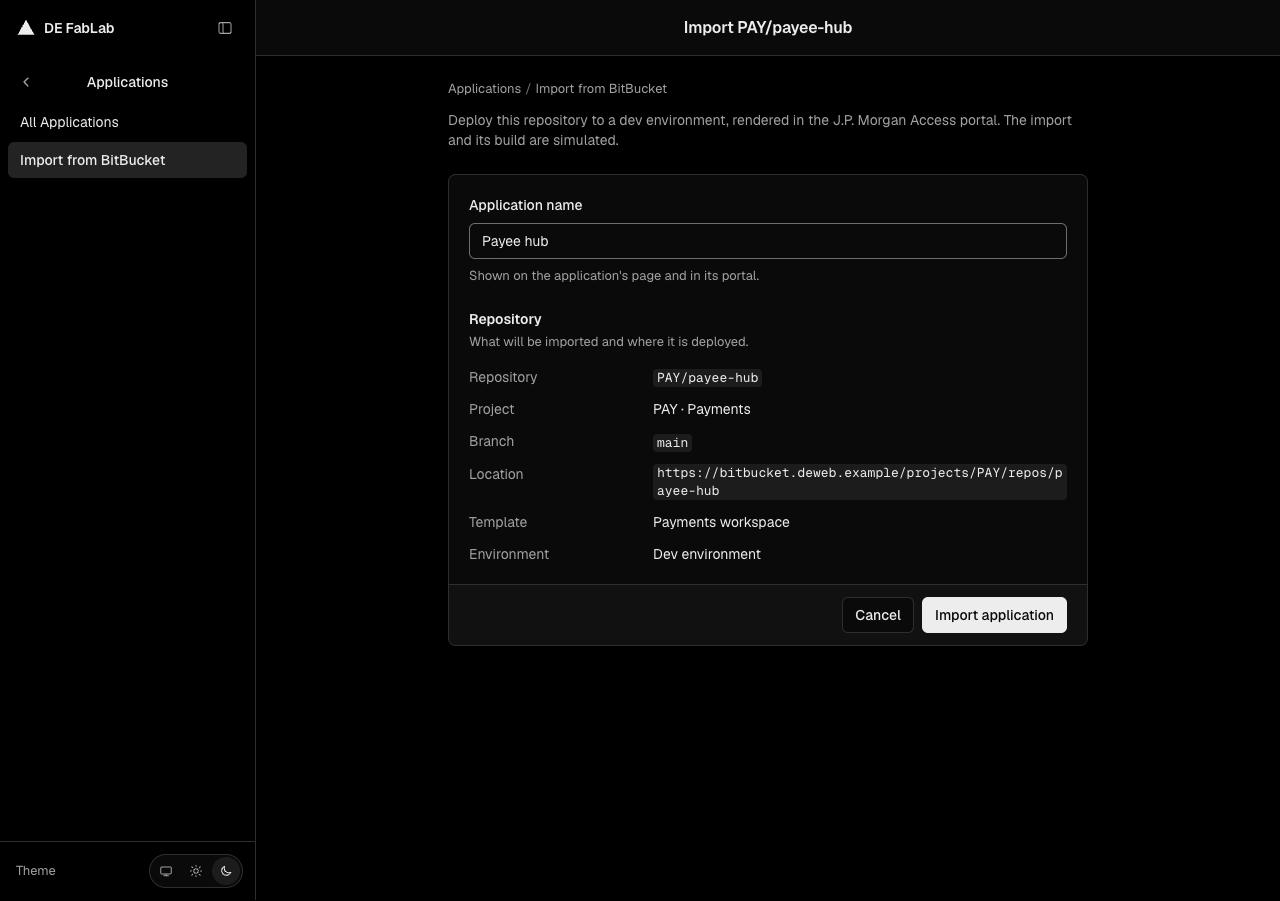 DE FabLab
Applications
All Applications
Import from BitBucket
Theme
Import PAY/payee-hub
Applications / Import from BitBucket
Deploy this repository to a dev environment, rendered in the J.P. Morgan Access portal. The import
and its build are simulated.
Application name
Payee hub
Shown on the application's page and in its portal.
Repository
What will be imported and where it is deployed.
Repository PAY/payee-hub
Project PAY · Payments
Branch main
Location https://bitbucket.deweb.example/projects/PAY/repos/p
ayee-hub
Template Payments workspace
Environment Dev environment
Cancel Import application